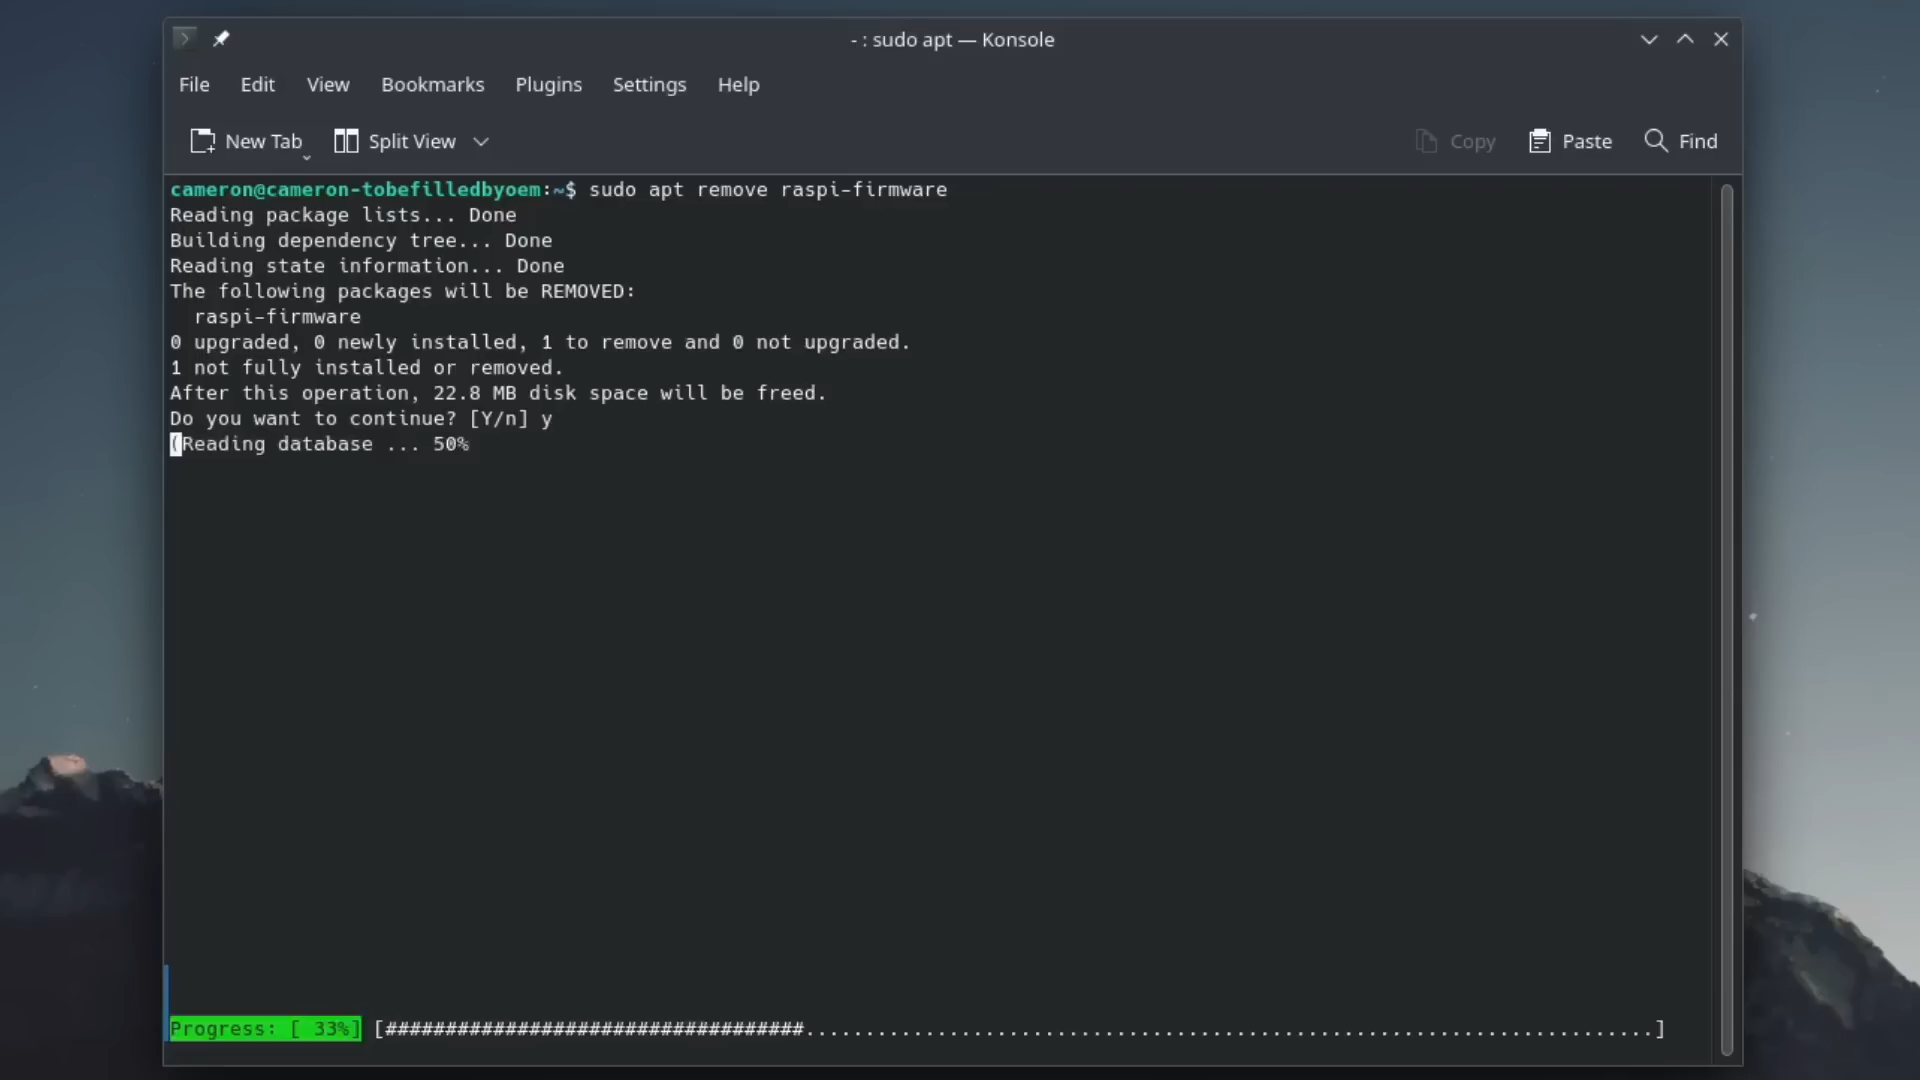 - : sudo apt — Konsole
File Edit View Bookmarks Plugins Settings Help
New Tab Split View Copy Paste Find
cameron@cameron-tobefilledbyoem:~$ sudo apt remove raspi-firmware
Reading package lists... Done
Building dependency tree... Done
Reading state information... Done
The following packages will be REMOVED:
  raspi-firmware
0 upgraded, 0 newly installed, 1 to remove and 0 not upgraded.
1 not fully installed or removed.
After this operation, 22.8 MB disk space will be freed.
Do you want to continue? [Y/n] y
(Reading database ... 50%
Progress: [ 33%] [###################################.......................................................................]